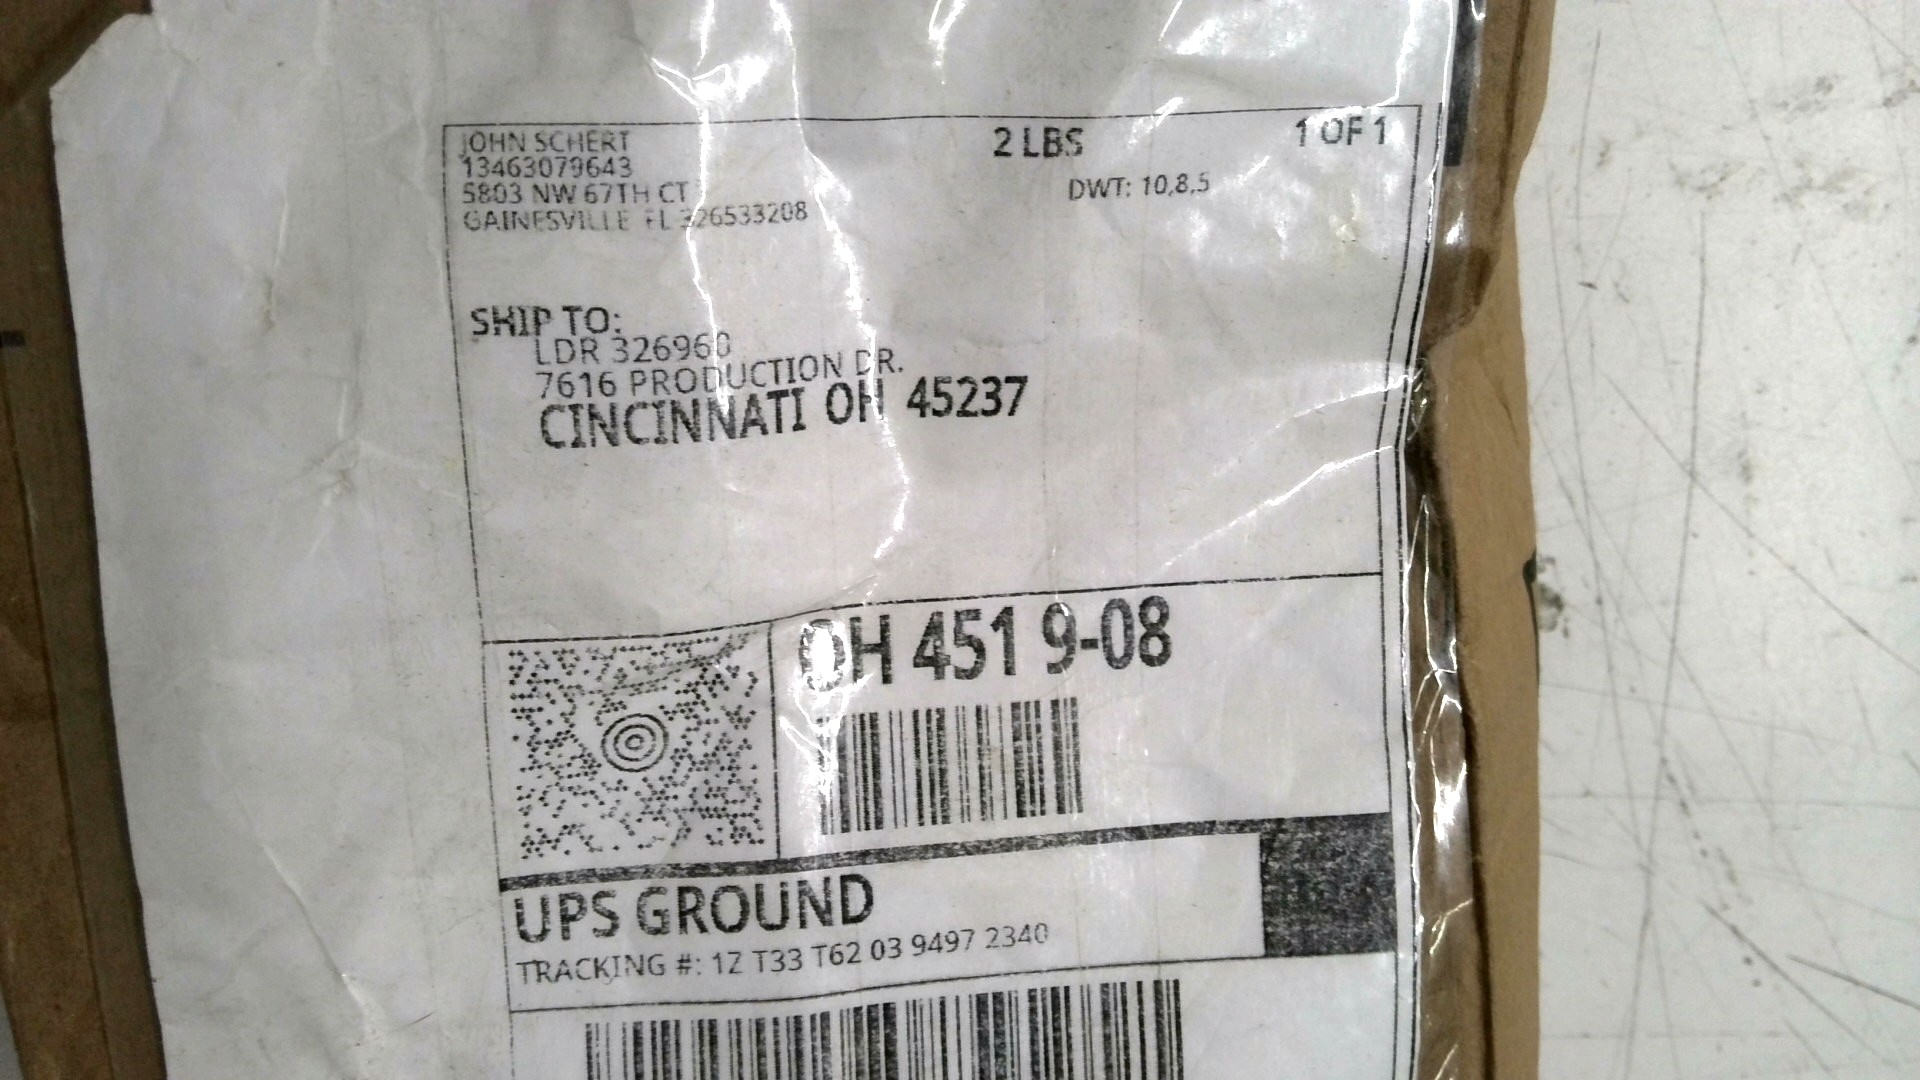 JOHN SCHERT
13463079643
5803 NW 67TH CT
GAINESVILLE FL 326533208
2 LBS
1 OF 1
DWT: 10,8,5
SHIP TO:
LDR 326960
7616 PRODUCTION DR.
CINCINNATI OH 45237
OH 451 9-08
UPS GROUND
TRACKING #: 1Z T33 T62 03 9497 2340